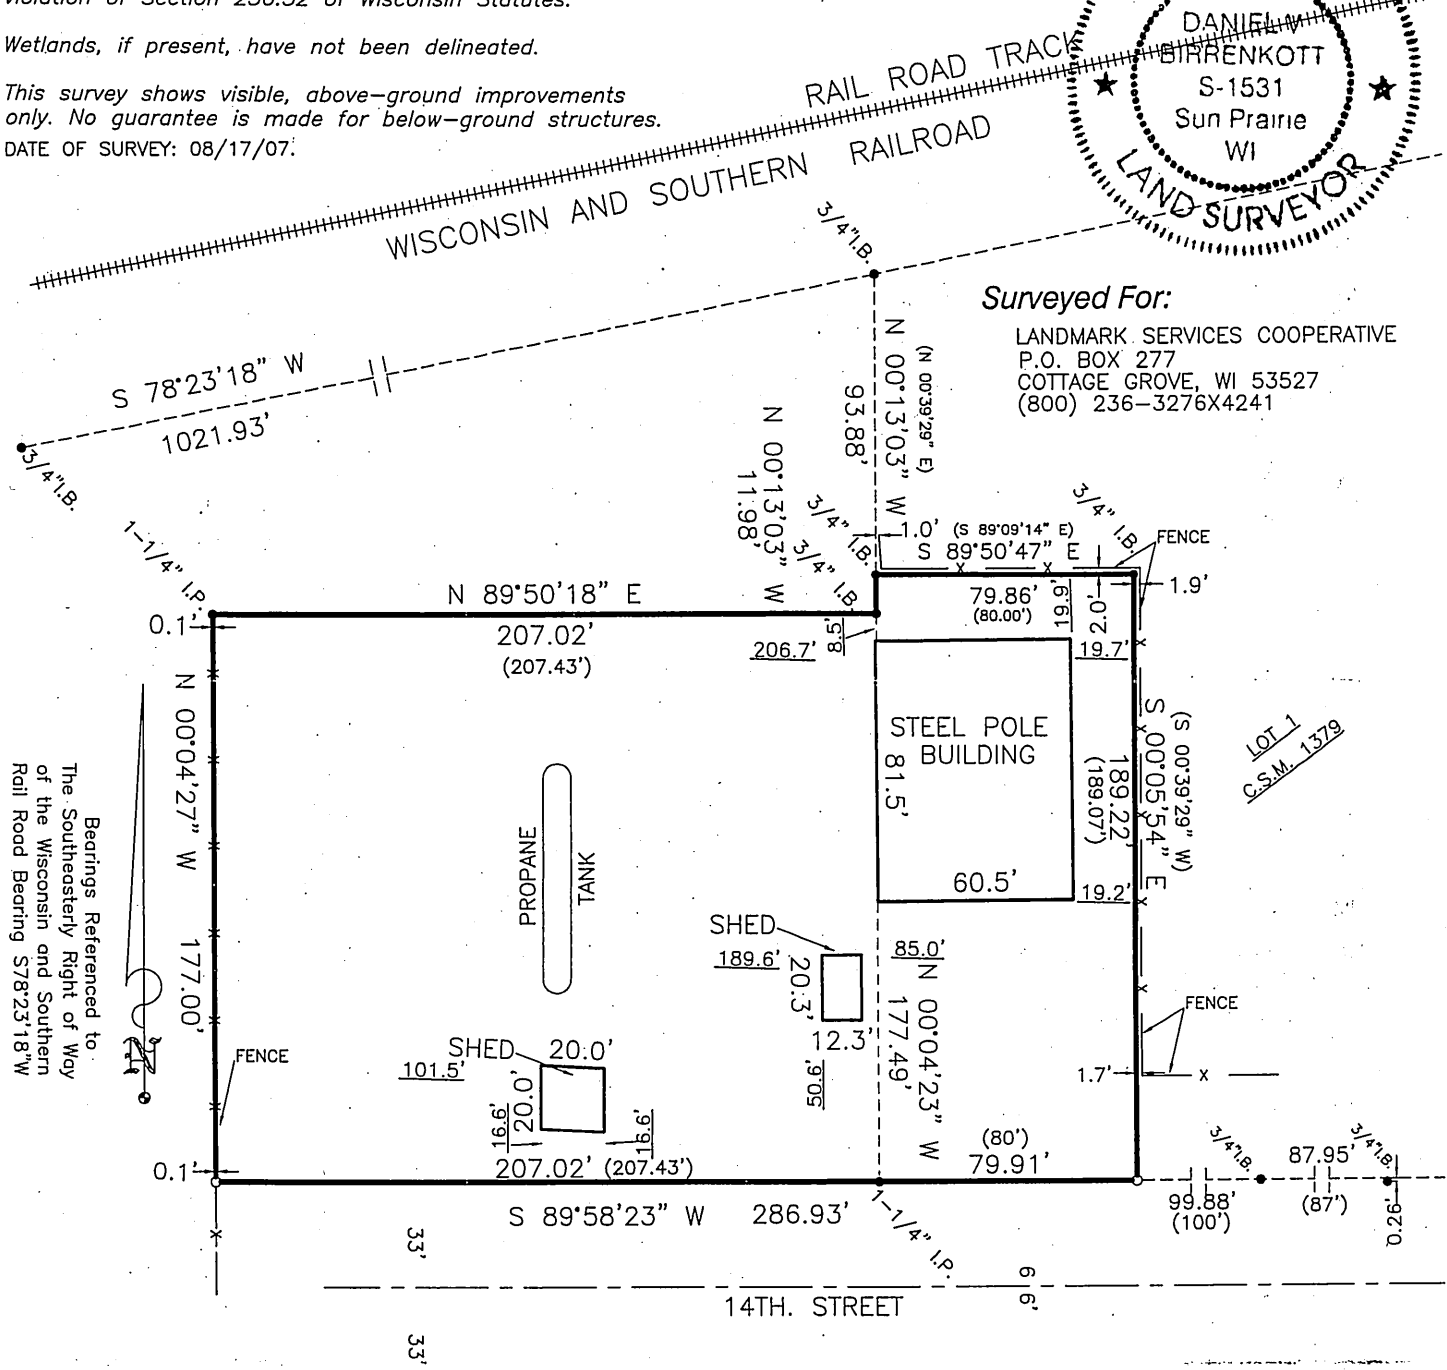 violation of Section 236.32 of Wisconsin Statutes.
Wetlands, if present, have not been delineated.
This survey shows visible, above-ground improvements
only. No guarantee is made for below-ground structures.
DATE OF SURVEY: 08/17/07.
DANIEL V
BIRRENKOTT
S-1531
Sun Prairie
WI
LAND SURVEYOR
RAIL ROAD TRACK
WISCONSIN AND SOUTHERN RAILROAD
3/4"I.B.
Surveyed For:
LANDMARK SERVICES COOPERATIVE
P.O. BOX 277
COTTAGE GROVE, WI 53527
(800) 236-3276X4241
S 78°23'18" W
1021.93'
3/4"I.B.
N 00°13'03" W
(N 00°39'29" E)
93.88'
N 00°13'03" W
11.98'
3/4" I.B.
3/4" I.B.
1.0'
(S 89°09'14" E)
S 89°50'47" E
3/4" I.B.
FENCE
1.9'
1-1/4" I.P.
N 89°50'18" E
207.02'
(207.43')
0.1'
206.7'
8.5'
79.86'
(80.00')
19.9'
2.0'
19.7'
STEEL POLE
BUILDING
81.5'
60.5'
19.2'
(S 00°39'29" W)
S 00°05'54" E
189.22'
(189.07')
LOT 1
C.S.M. 1379
N 00°04'27" W 177.00'
PROPANE
TANK
Bearings Referenced to
The Southeasterly Right of Way
of the Wisconsin and Southern
Rail Road Bearing S78°23'18"W
N
FENCE
SHED
189.6'
20.3'
12.3'
50.6'
85.0'
N 00°04'23" W
177.49'
FENCE
1.7'
SHED
20.0'
101.5'
20.0'
16.6'
16.6'
0.1'
207.02' (207.43')
(80')
79.91'
S 89°58'23" W 286.93'
1-1/4" I.P.
3/4"I.B.
87.95'
3/4"I.B.
99.88'
(100')
(87')
0.26'
33'
66'
14TH. STREET
33'